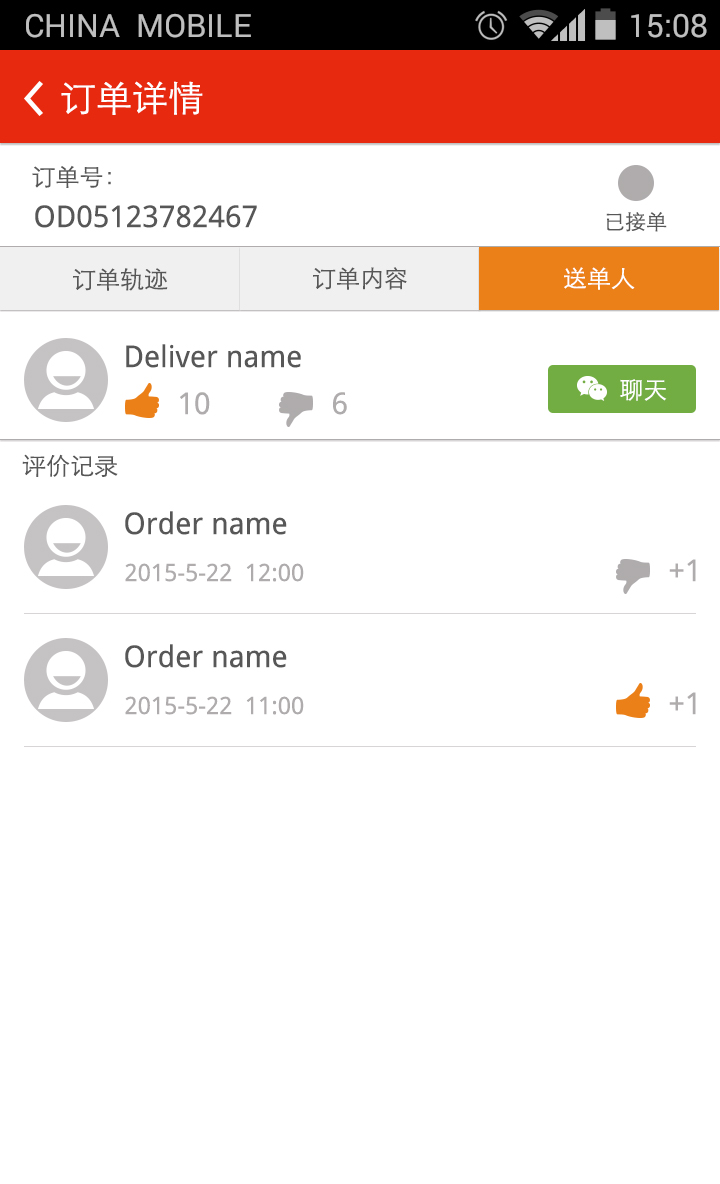 CHINA MOBILE 15:08
订单详情
订单号:
OD05123782467
已接单
订单轨迹 订单内容 送单人
Deliver name
10 6
聊天
评价记录
Order name
2015-5-22 12:00
+1
Order name
2015-5-22 11:00
+1